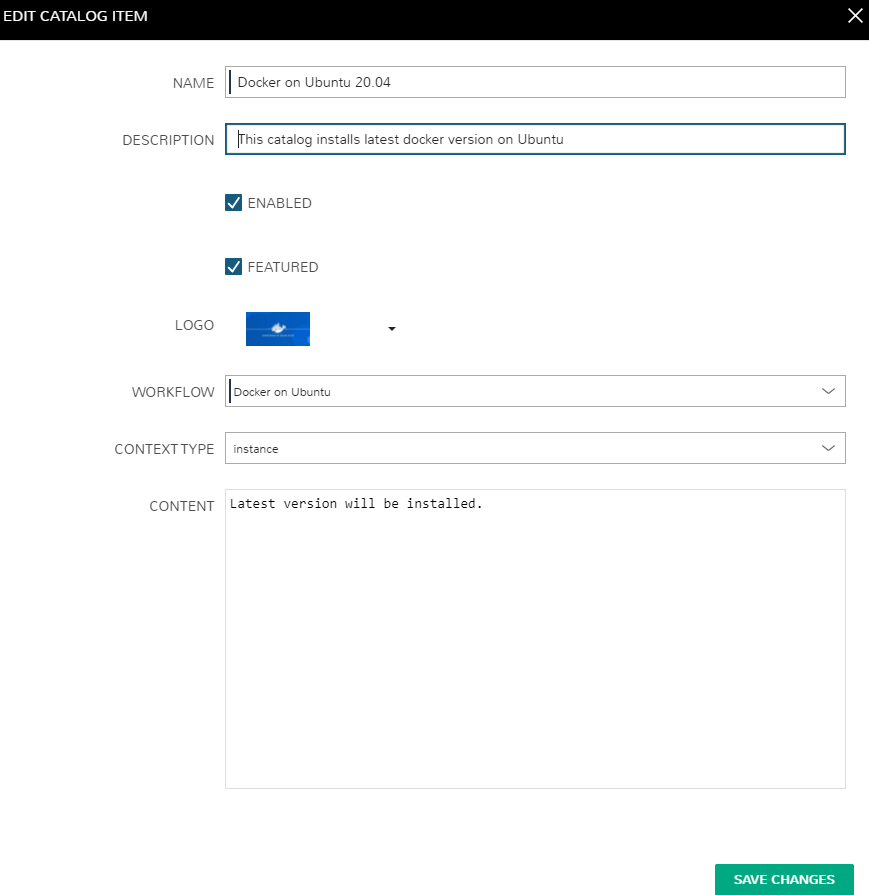 EDIT CATALOG ITEM
NAME Docker on Ubuntu 20.04
DESCRIPTION This catalog installs latest docker version on Ubuntu
ENABLED
FEATURED
LOGO
WORKFLOW Docker on Ubuntu
CONTEXT TYPE instance
CONTENT Latest version will be installed.
SAVE CHANGES